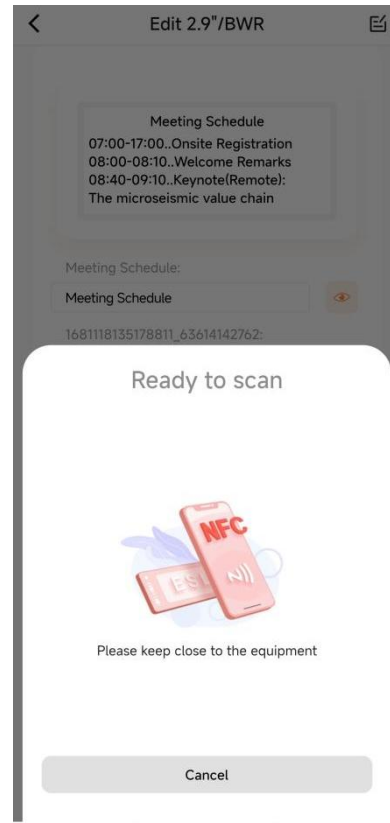 Edit 2.9"/BWR
Meeting Schedule
07:00-17:00..Onsite Registration
08:00-08:10..Welcome Remarks
08:40-09:10..Keynote(Remote):
The microseismic value chain
Meeting Schedule:
Meeting Schedule
1681118135178811_63614142762:
Ready to scan
NFC
ESL
Please keep close to the equipment
Cancel